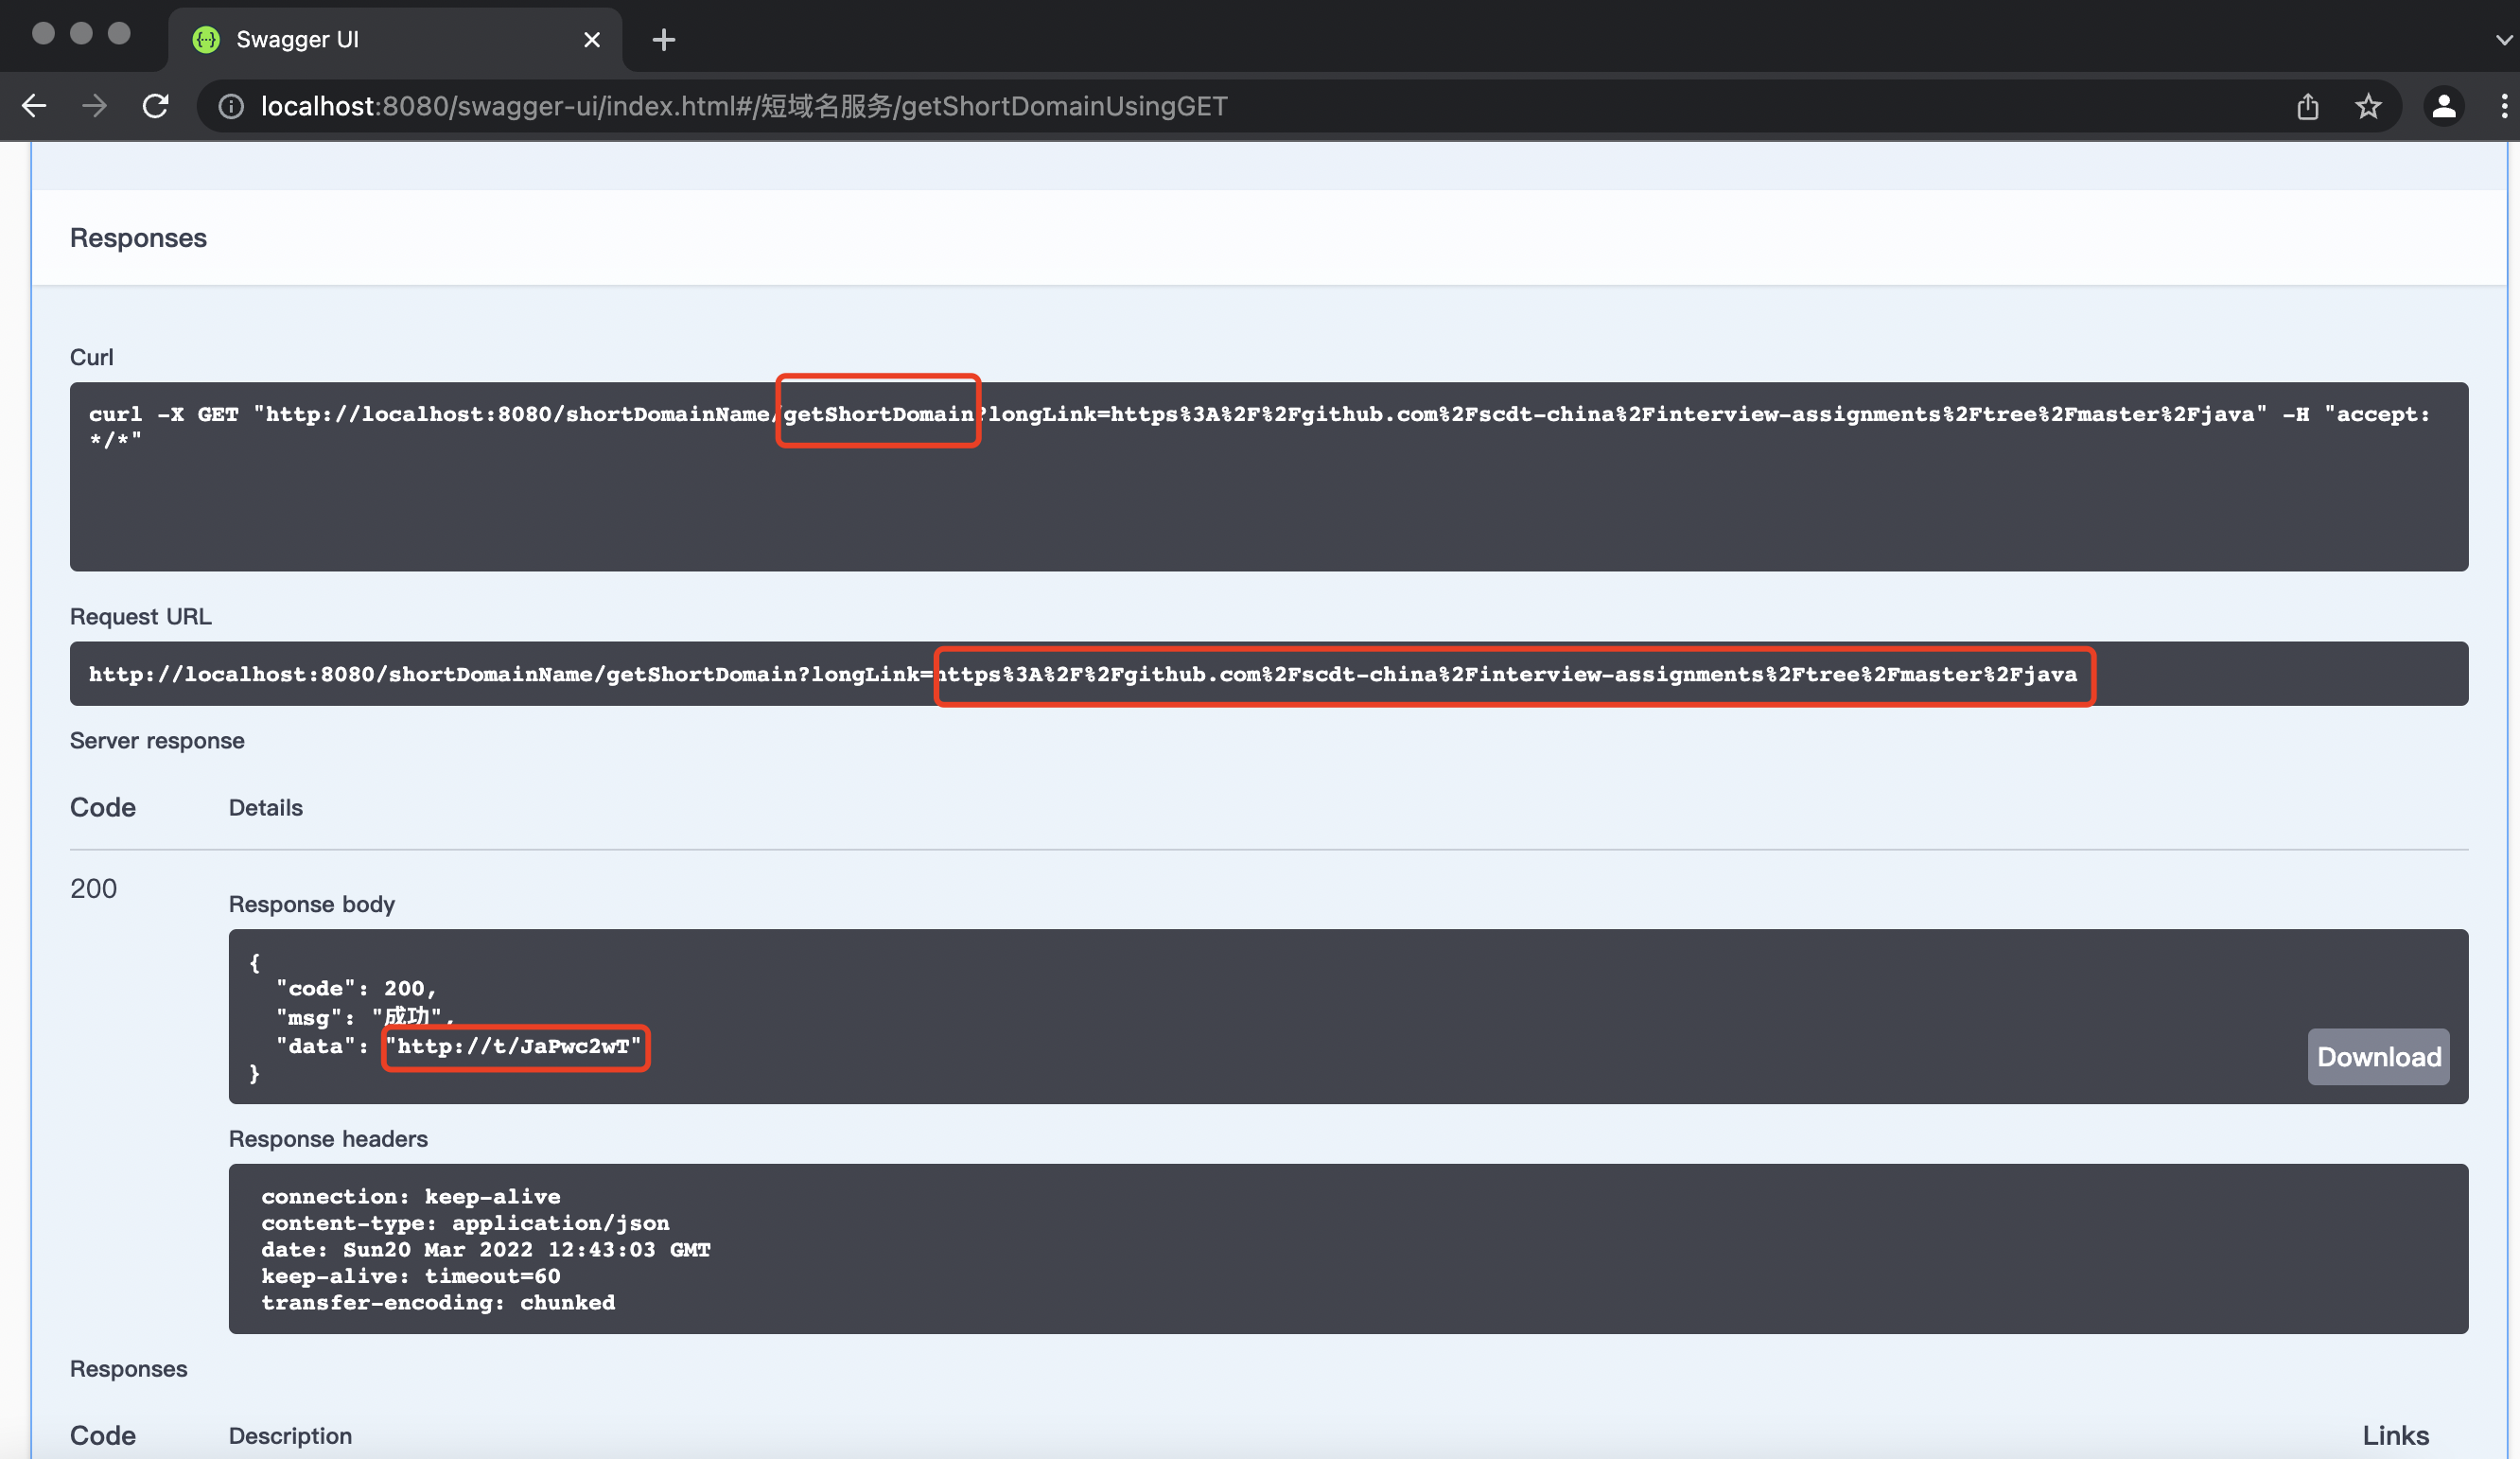 Swagger UI
localhost:8080/swagger-ui/index.html#/短域名服务/getShortDomainUsingGET
Responses
Curl
curl -X GET "http://localhost:8080/shortDomainName/getShortDomain?longLink=https%3A%2F%2Fgithub.com%2Fscdt-china%2Finterview-assignments%2Ftree%2Fmaster%2Fjava" -H "accept:
*/*"
Request URL
http://localhost:8080/shortDomainName/getShortDomain?longLink=https%3A%2F%2Fgithub.com%2Fscdt-china%2Finterview-assignments%2Ftree%2Fmaster%2Fjava
Server response
Code Details
200
Response body
{
"code": 200,
"msg": "成功",
"data": "http://t/JaPwc2wT"
}
Download
Response headers
connection: keep-alive
content-type: application/json
date: Sun20 Mar 2022 12:43:03 GMT
keep-alive: timeout=60
transfer-encoding: chunked
Responses
Code Description Links